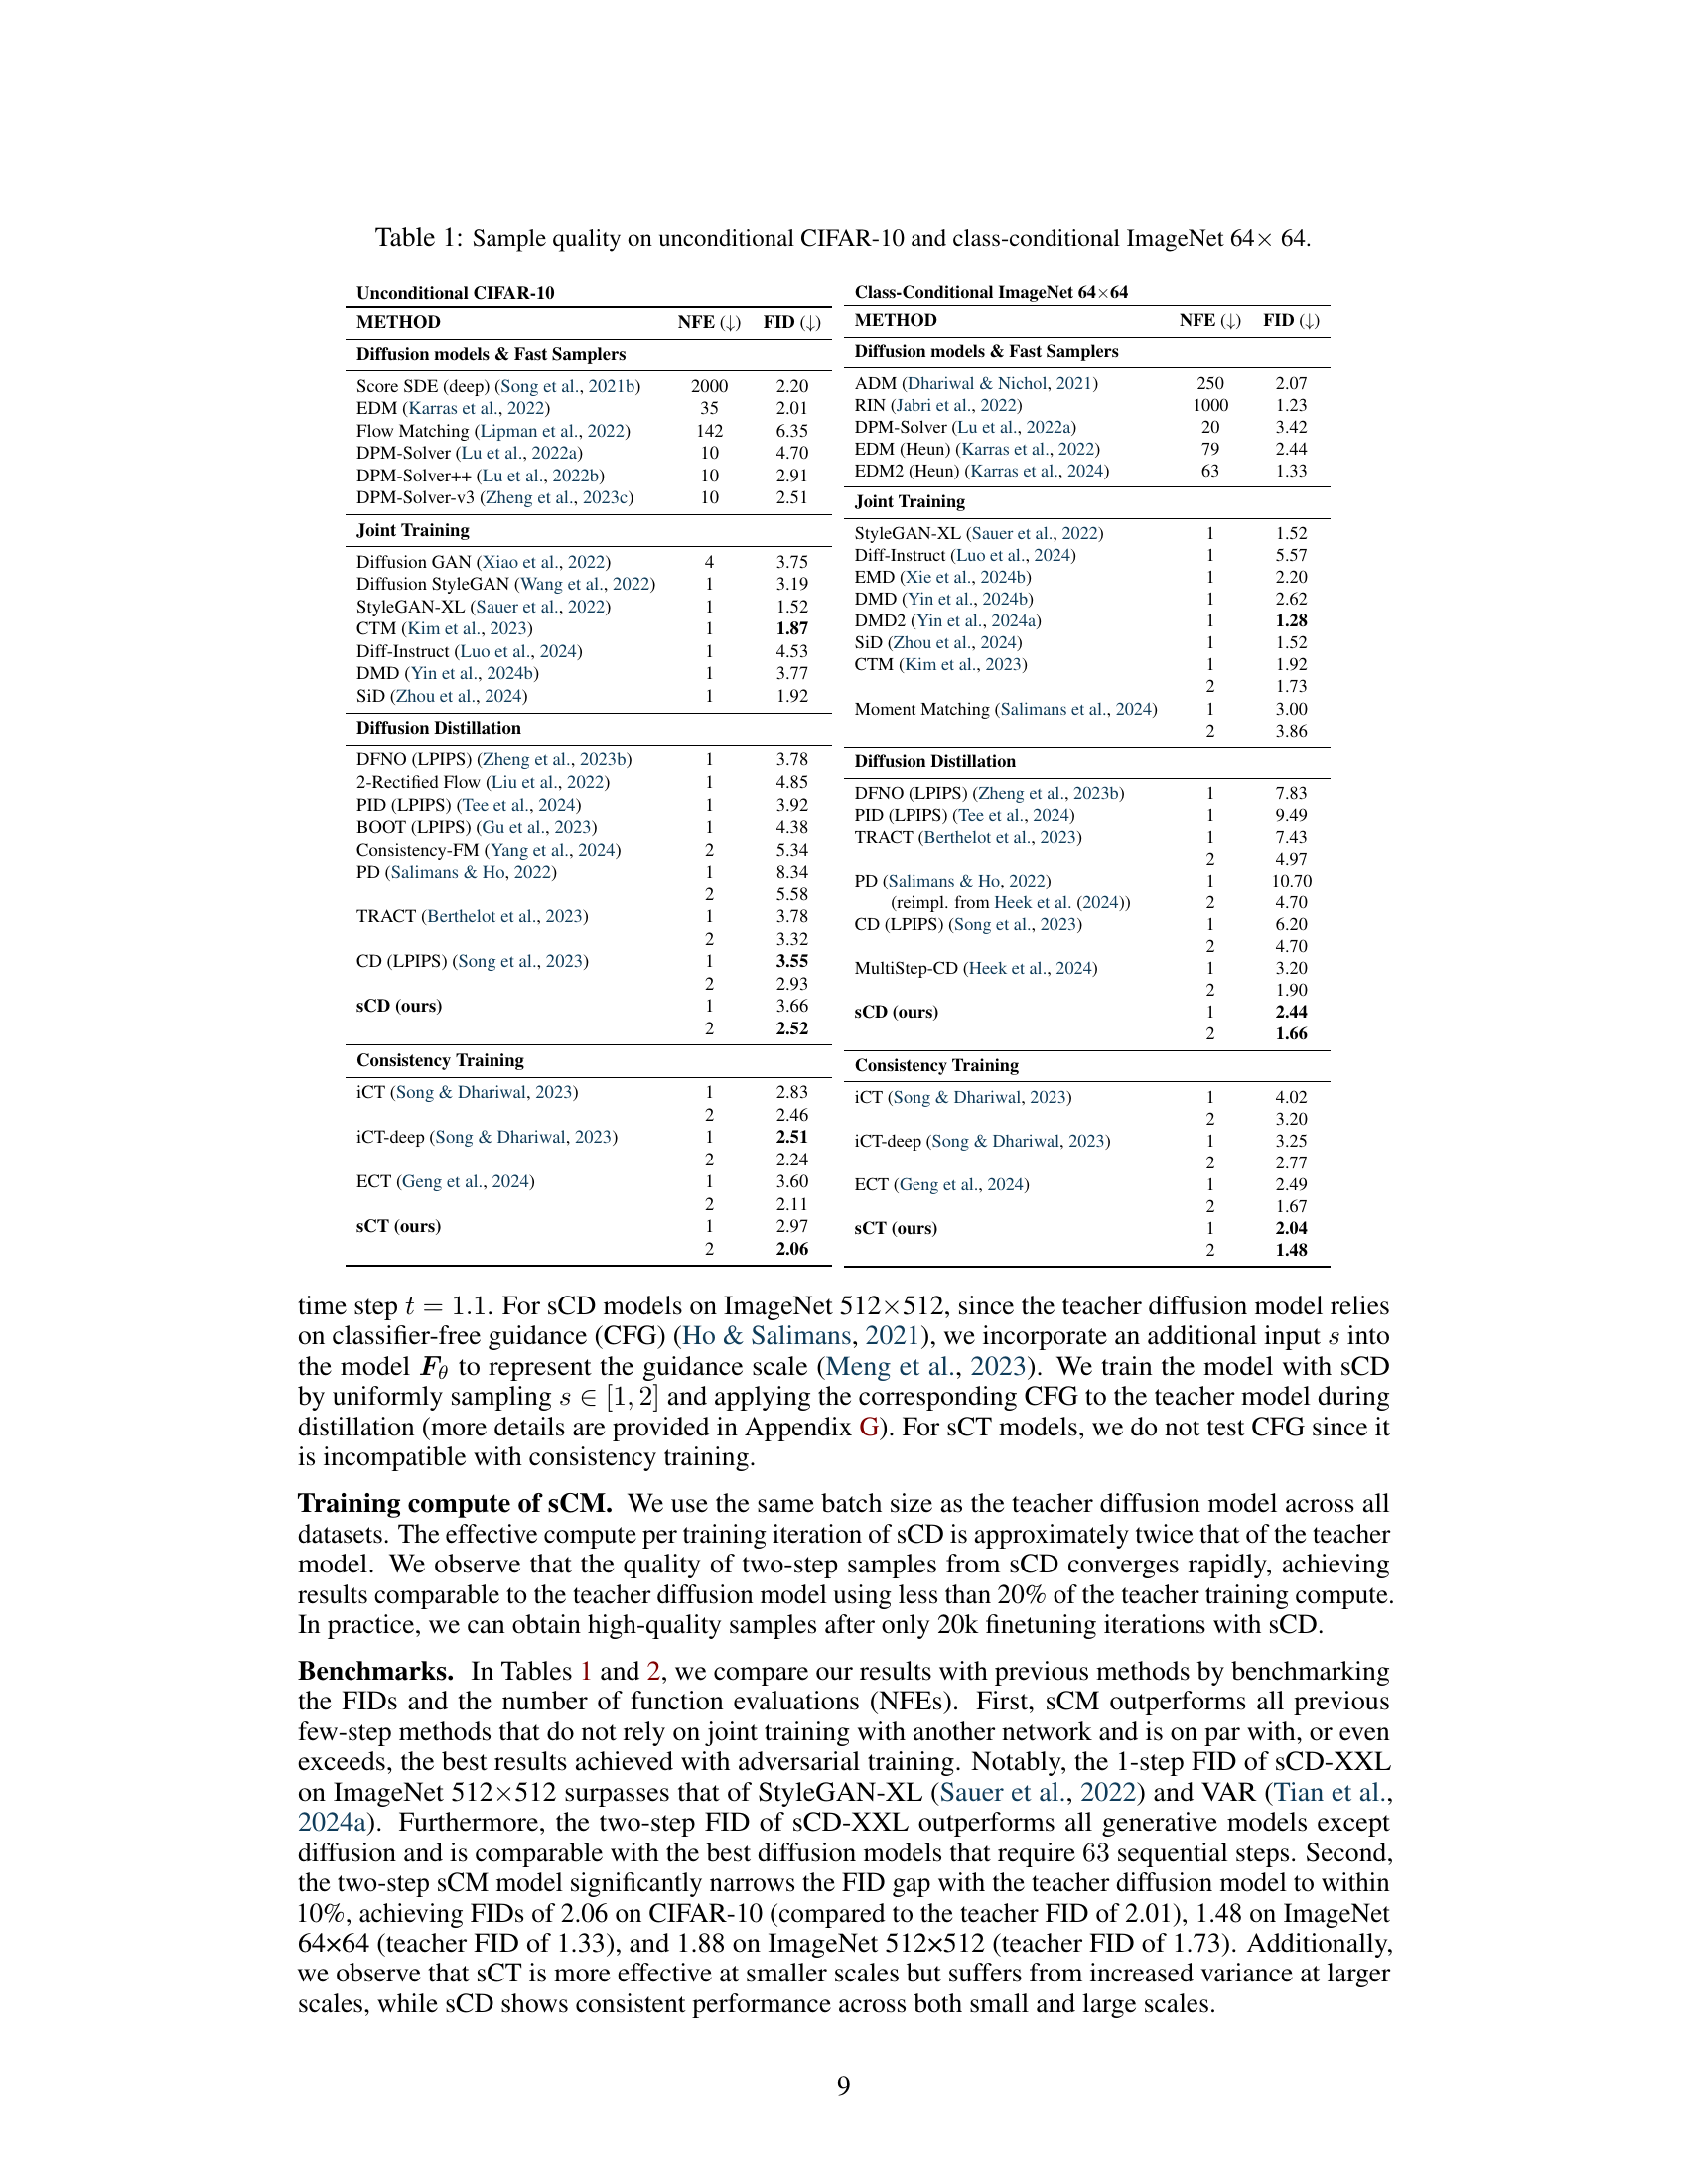 Table 1: Sample quality on unconditional CIFAR-10 and class-conditional ImageNet 64× 64.
Unconditional CIFAR-10
METHOD NFE (↓) FID (↓)
Diffusion models & Fast Samplers
Score SDE (deep) (Song et al., 2021b) 2000 2.20
EDM (Karras et al., 2022) 35 2.01
Flow Matching (Lipman et al., 2022) 142 6.35
DPM-Solver (Lu et al., 2022a) 10 4.70
DPM-Solver++ (Lu et al., 2022b) 10 2.91
DPM-Solver-v3 (Zheng et al., 2023c) 10 2.51
Joint Training
Diffusion GAN (Xiao et al., 2022) 4 3.75
Diffusion StyleGAN (Wang et al., 2022) 1 3.19
StyleGAN-XL (Sauer et al., 2022) 1 1.52
CTM (Kim et al., 2023) 1 1.87
Diff-Instruct (Luo et al., 2024) 1 4.53
DMD (Yin et al., 2024b) 1 3.77
SiD (Zhou et al., 2024) 1 1.92
Diffusion Distillation
DFNO (LPIPS) (Zheng et al., 2023b) 1 3.78
2-Rectified Flow (Liu et al., 2022) 1 4.85
PID (LPIPS) (Tee et al., 2024) 1 3.92
BOOT (LPIPS) (Gu et al., 2023) 1 4.38
Consistency-FM (Yang et al., 2024) 2 5.34
PD (Salimans & Ho, 2022) 1 8.34
2 5.58
TRACT (Berthelot et al., 2023) 1 3.78
2 3.32
CD (LPIPS) (Song et al., 2023) 1 3.55
2 2.93
sCD (ours) 1 3.66
2 2.52
Consistency Training
iCT (Song & Dhariwal, 2023) 1 2.83
2 2.46
iCT-deep (Song & Dhariwal, 2023) 1 2.51
2 2.24
ECT (Geng et al., 2024) 1 3.60
2 2.11
sCT (ours) 1 2.97
2 2.06
Class-Conditional ImageNet 64×64
METHOD NFE (↓) FID (↓)
Diffusion models & Fast Samplers
ADM (Dhariwal & Nichol, 2021) 250 2.07
RIN (Jabri et al., 2022) 1000 1.23
DPM-Solver (Lu et al., 2022a) 20 3.42
EDM (Heun) (Karras et al., 2022) 79 2.44
EDM2 (Heun) (Karras et al., 2024) 63 1.33
Joint Training
StyleGAN-XL (Sauer et al., 2022) 1 1.52
Diff-Instruct (Luo et al., 2024) 1 5.57
EMD (Xie et al., 2024b) 1 2.20
DMD (Yin et al., 2024b) 1 2.62
DMD2 (Yin et al., 2024a) 1 1.28
SiD (Zhou et al., 2024) 1 1.52
CTM (Kim et al., 2023) 1 1.92
2 1.73
Moment Matching (Salimans et al., 2024) 1 3.00
2 3.86
Diffusion Distillation
DFNO (LPIPS) (Zheng et al., 2023b) 1 7.83
PID (LPIPS) (Tee et al., 2024) 1 9.49
TRACT (Berthelot et al., 2023) 1 7.43
2 4.97
PD (Salimans & Ho, 2022) 1 10.70
(reimpl. from Heek et al. (2024)) 2 4.70
CD (LPIPS) (Song et al., 2023) 1 6.20
2 4.70
MultiStep-CD (Heek et al., 2024) 1 3.20
2 1.90
sCD (ours) 1 2.44
2 1.66
Consistency Training
iCT (Song & Dhariwal, 2023) 1 4.02
2 3.20
iCT-deep (Song & Dhariwal, 2023) 1 3.25
2 2.77
ECT (Geng et al., 2024) 1 2.49
2 1.67
sCT (ours) 1 2.04
2 1.48
time step t = 1.1. For sCD models on ImageNet 512×512, since the teacher diffusion model relies
on classifier-free guidance (CFG) (Ho & Salimans, 2021), we incorporate an additional input s into
the model Fθ to represent the guidance scale (Meng et al., 2023). We train the model with sCD
by uniformly sampling s ∈ [1, 2] and applying the corresponding CFG to the teacher model during
distillation (more details are provided in Appendix G). For sCT models, we do not test CFG since it
is incompatible with consistency training.
Training compute of sCM. We use the same batch size as the teacher diffusion model across all
datasets. The effective compute per training iteration of sCD is approximately twice that of the teacher
model. We observe that the quality of two-step samples from sCD converges rapidly, achieving
results comparable to the teacher diffusion model using less than 20% of the teacher training compute.
In practice, we can obtain high-quality samples after only 20k finetuning iterations with sCD.
Benchmarks. In Tables 1 and 2, we compare our results with previous methods by benchmarking
the FIDs and the number of function evaluations (NFEs). First, sCM outperforms all previous
few-step methods that do not rely on joint training with another network and is on par with, or even
exceeds, the best results achieved with adversarial training. Notably, the 1-step FID of sCD-XXL
on ImageNet 512×512 surpasses that of StyleGAN-XL (Sauer et al., 2022) and VAR (Tian et al.,
2024a). Furthermore, the two-step FID of sCD-XXL outperforms all generative models except
diffusion and is comparable with the best diffusion models that require 63 sequential steps. Second,
the two-step sCM model significantly narrows the FID gap with the teacher diffusion model to within
10%, achieving FIDs of 2.06 on CIFAR-10 (compared to the teacher FID of 2.01), 1.48 on ImageNet
64×64 (teacher FID of 1.33), and 1.88 on ImageNet 512×512 (teacher FID of 1.73). Additionally,
we observe that sCT is more effective at smaller scales but suffers from increased variance at larger
scales, while sCD shows consistent performance across both small and large scales.
9